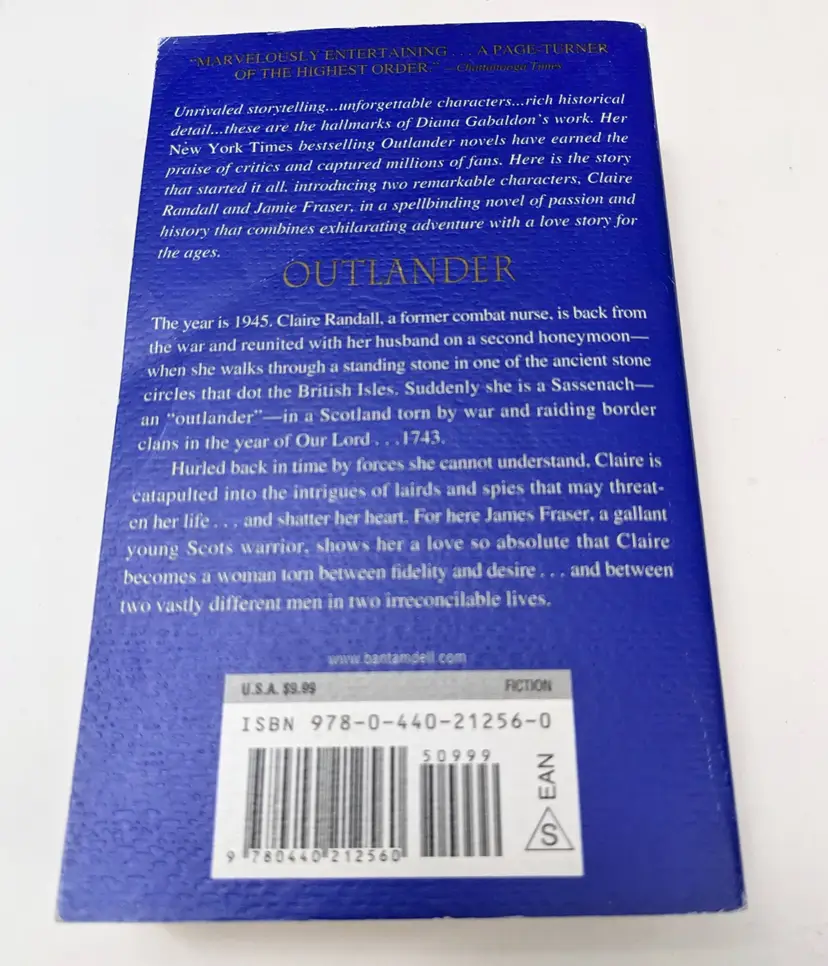 "MARVELOUSLY ENTERTAINING . . . A PAGE-TURNER
OF THE HIGHEST ORDER." – Chattanooga Times
Unrivaled storytelling...unforgettable characters...rich historical
detail...these are the hallmarks of Diana Gabaldon's work. Her
New York Times bestselling Outlander novels have earned the
praise of critics and captured millions of fans. Here is the story
that started it all, introducing two remarkable characters, Claire
Randall and Jamie Fraser, in a spellbinding novel of passion and
history that combines exhilarating adventure with a love story for
the ages.
OUTLANDER
The year is 1945. Claire Randall, a former combat nurse, is back from
the war and reunited with her husband on a second honeymoon—
when she walks through a standing stone in one of the ancient stone
circles that dot the British Isles. Suddenly she is a Sassenach—
an "outlander"—in a Scotland torn by war and raiding border
clans in the year of Our Lord . . .1743.
Hurled back in time by forces she cannot understand, Claire is
catapulted into the intrigues of lairds and spies that may threat-
en her life . . . and shatter her heart. For here James Fraser, a gallant
young Scots warrior, shows her a love so absolute that Claire
becomes a woman torn between fidelity and desire . . . and between
two vastly different men in two irreconcilable lives.
www.bantamdell.com
U.S.A. $9.99 FICTION
ISBN 978-0-440-21256-0
50999
9 780440 212560
S EAN